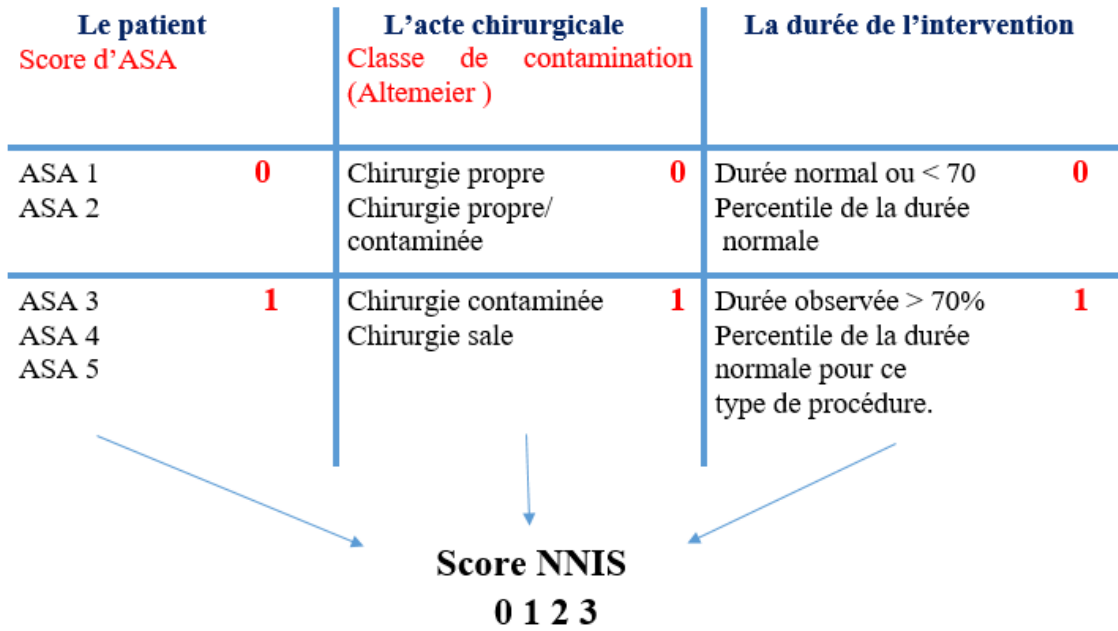 Le patient
Score d'ASA
L'acte chirurgicale
Classe de contamination
(Altemeier )
La durée de l'intervention
ASA 1 0
ASA 2
Chirurgie propre 0
Chirurgie propre/
contaminée
Durée normal ou < 70 0
Percentile de la durée
normale
ASA 3 1
ASA 4
ASA 5
Chirurgie contaminée 1
Chirurgie sale
Durée observée > 70% 1
Percentile de la durée
normale pour ce
type de procédure.
Score NNIS
0 1 2 3